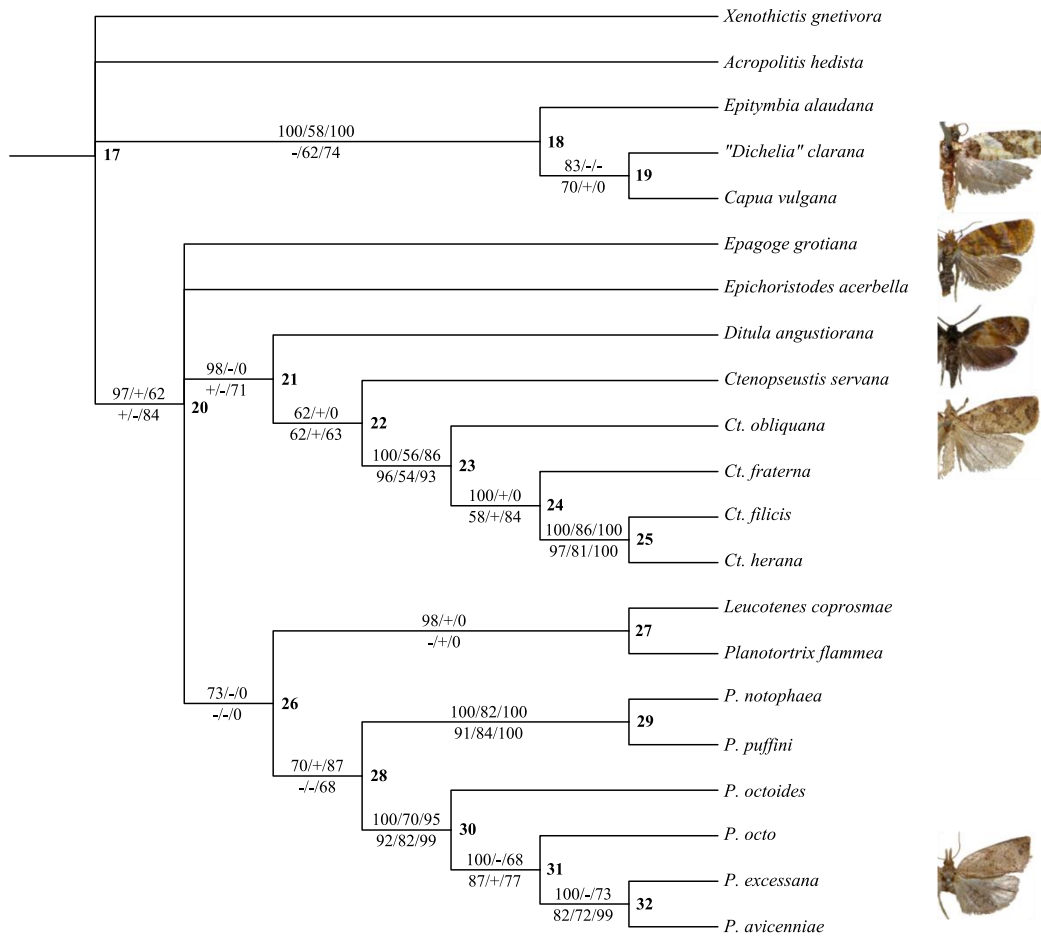 Xenothictis gnetivora
Acropolitis hedista
Epitymbia alaudana
100/58/100
18
17
-/62/74
"Dichelia" clarana
83/-/-
19
70/+/0
Capua vulgana
Epagoge grotiana
Epichoristodes acerbella
Ditula angustiorana
98/-/0
21
+/-/71
97/+/62
20
+/-/84
Ctenopseustis servana
62/+/0
22
62/+/63
Ct. obliquana
100/56/86
23
96/54/93
Ct. fraterna
100/+/0
24
58/+/84
Ct. filicis
100/86/100
25
97/81/100
Ct. herana
Leucotenes coprosmae
98/+/0
27
-/+/0
Planotortrix flammea
73/-/0
26
-/-/0
P. notophaea
100/82/100
29
91/84/100
P. puffini
70/+/87
28
-/-/68
P. octoides
100/70/95
30
92/82/99
P. octo
100/-/68
31
87/+/77
P. excessana
100/-/73
32
82/72/99
P. avicenniae